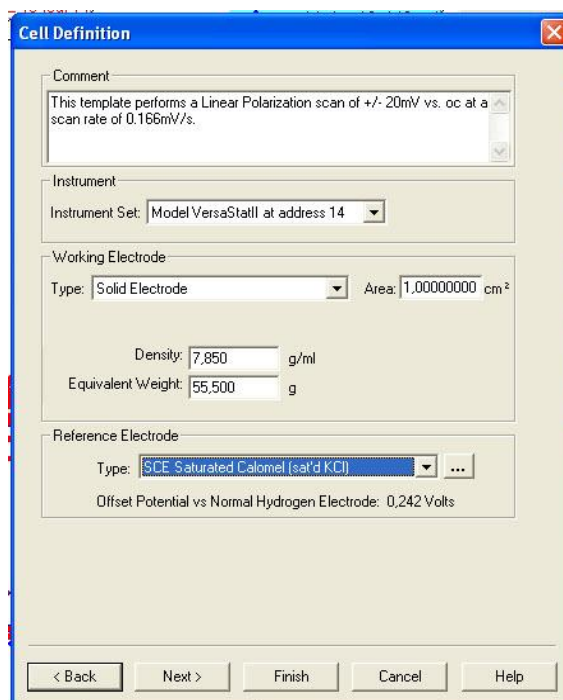 Cell Definition
Comment
This template performs a Linear Polarization scan of +/- 20mV vs. oc at a
scan rate of 0.166mV/s.
Instrument
Instrument Set: Model VersaStatII at address 14
Working Electrode
Type: Solid Electrode Area: 1,00000000 cm²
Density: 7,850 g/ml
Equivalent Weight: 55,500 g
Reference Electrode
Type: SCE Saturated Calomel (sat'd KCl) ...
Offset Potential vs Normal Hydrogen Electrode: 0,242 Volts
< Back Next > Finish Cancel Help